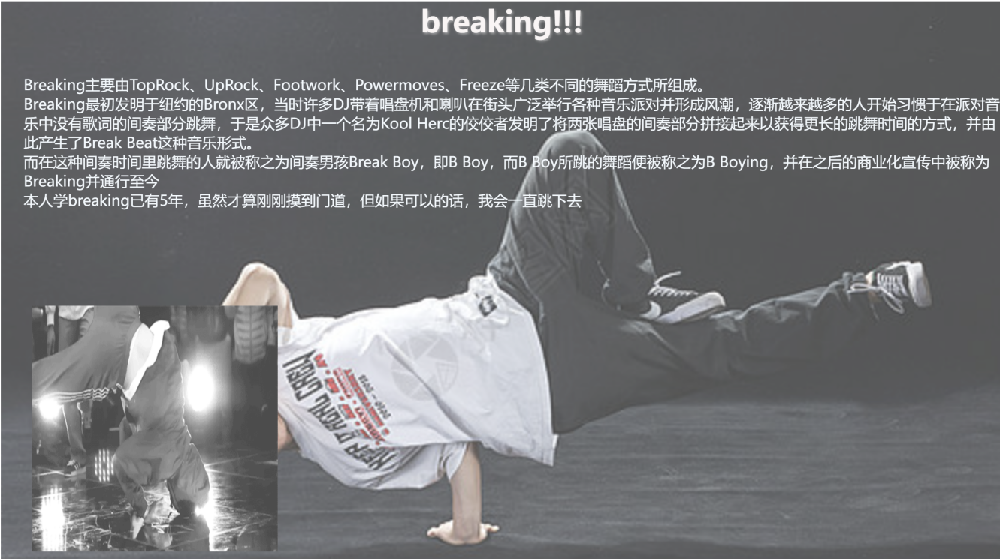 breaking!!!
Breaking主要由TopRock、UpRock、Footwork、Powermoves、Freeze等几类不同的舞蹈方式所组成。
Breaking最初发明于纽约的Bronx区，当时许多DJ带着唱盘机和喇叭在街头广泛举行各种音乐派对并形成风潮，逐渐越来越多的人开始习惯于在派对音
乐中没有歌词的间奏部分跳舞，于是众多DJ中一个名为Kool Herc的佼佼者发明了将两张唱盘的间奏部分拼接起来以获得更长的跳舞时间的方式，并由
此产生了Break Beat这种音乐形式。
而在这种间奏时间里跳舞的人就被称之为间奏男孩Break Boy，即B Boy，而B Boy所跳的舞蹈便被称之为B Boying，并在之后的商业化宣传中被称为
Breaking并通行至今
本人学breaking已有5年，虽然才算刚刚摸到门道，但如果可以的话，我会一直跳下去
KEEP IT REAL CREW